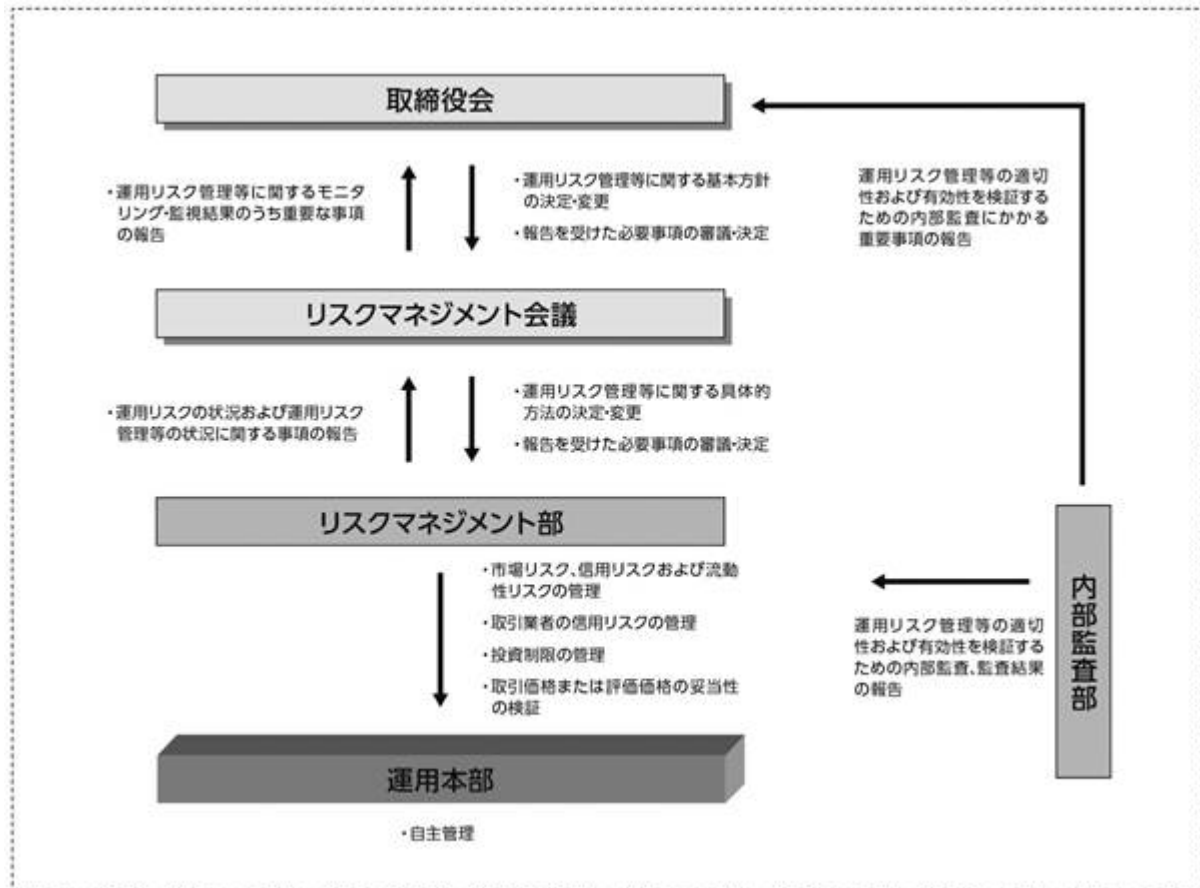 取締役会
・運用リスク管理等に関するモニタ
リング・監視結果のうち重要な事項
の報告
・運用リスク管理等に関する基本方針
の決定・変更
・報告を受けた必要事項の審議・決定
運用リスク管理等の適切
性および有効性を検証する
ための内部監査にかかる
重要事項の報告
リスクマネジメント会議
・運用リスクの状況および運用リスク
管理等の状況に関する事項の報告
・運用リスク管理等に関する具体的
方法の決定・変更
・報告を受けた必要事項の審議・決定
リスクマネジメント部
・市場リスク、信用リスクおよび流動
性リスクの管理
・取引業者の信用リスクの管理
・投資制限の管理
・取引価格または評価価格の妥当性
の検証
運用リスク管理等の適切
性および有効性を検証する
ための内部監査、監査結果
の報告
内部監査部
運用本部
・自主管理